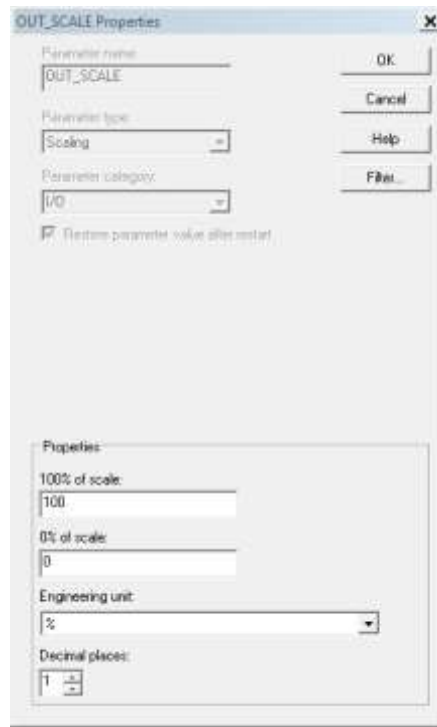 OUT_SCALE Properties
Parameter name:
OUT_SCALE
OK
Cancel
Parameter type:
Scaling
Help
Parameter category:
I/O
Filter...
Restore parameter value after restart
Properties
100% of scale:
100
0% of scale:
0
Engineering unit:
%
Decimal places:
1